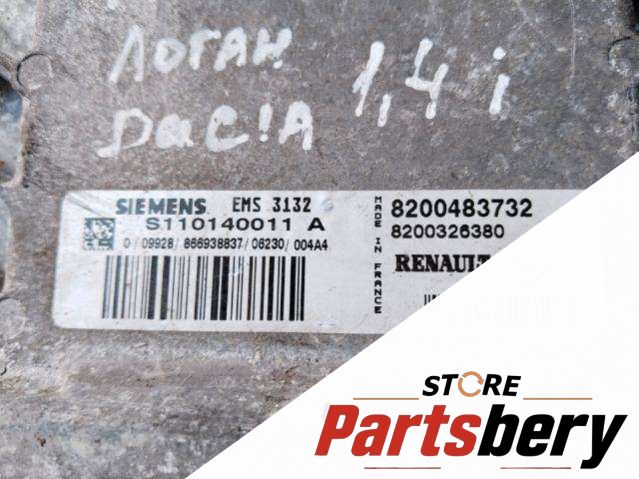 ЛОГАН
DaC!A 1,4 i
SIEMENS EMS 3132
S110140011 A
0 / 09928 / 866938837 / 06230 / 004A4
MADE IN FRANCE
8200483732
8200326380
RENAULT
STORE
Partsbery